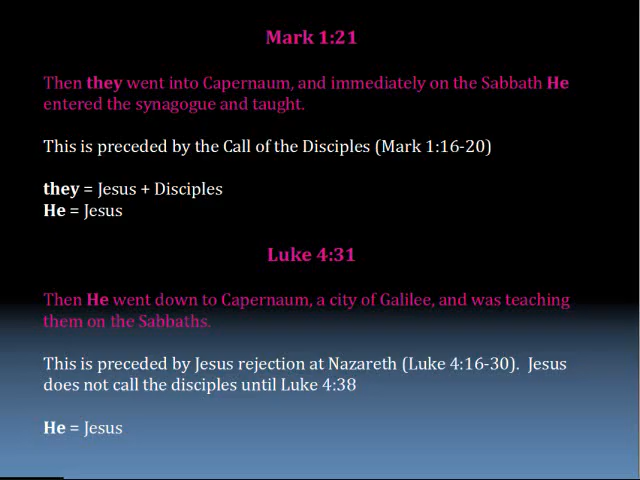 Mark 1:21
Then they went into Capernaum, and immediately on the Sabbath He
entered the synagogue and taught.
This is preceded by the Call of the Disciples (Mark 1:16-20)
they = Jesus + Disciples
He = Jesus
Luke 4:31
Then He went down to Capernaum, a city of Galilee, and was teaching
them on the Sabbaths.
This is preceded by Jesus rejection at Nazareth (Luke 4:16-30).  Jesus
does not call the disciples until Luke 4:38
He = Jesus